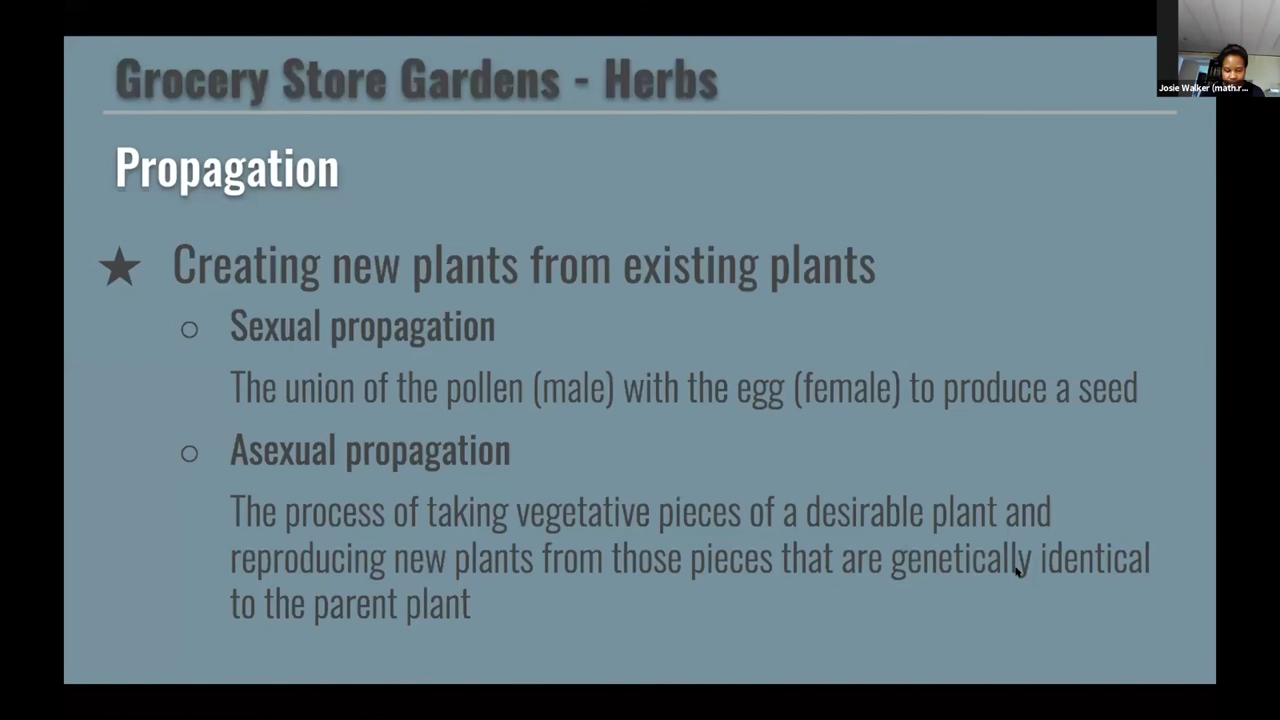 Grocery Store Gardens - Herbs
Josie Walker (math.r...
Propagation
★ Creating new plants from existing plants
○ Sexual propagation
The union of the pollen (male) with the egg (female) to produce a seed
○ Asexual propagation
The process of taking vegetative pieces of a desirable plant and
reproducing new plants from those pieces that are genetically identical
to the parent plant